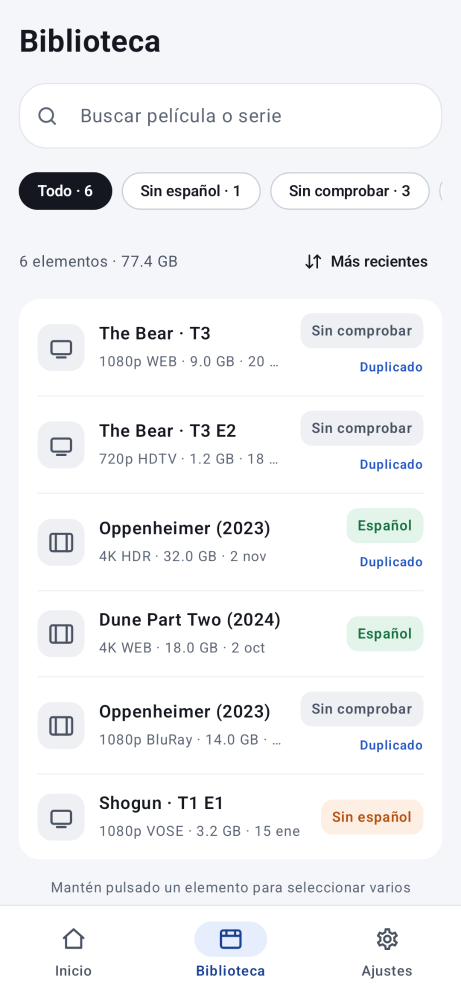 Biblioteca
Buscar película o serie
Todo · 6
Sin español · 1
Sin comprobar · 3
6 elementos · 77.4 GB
Más recientes
The Bear · T3
Sin comprobar
1080p WEB · 9.0 GB · 20 …
Duplicado
The Bear · T3 E2
Sin comprobar
720p HDTV · 1.2 GB · 18 …
Duplicado
Oppenheimer (2023)
Español
4K HDR · 32.0 GB · 2 nov
Duplicado
Dune Part Two (2024)
Español
4K WEB · 18.0 GB · 2 oct
Oppenheimer (2023)
Sin comprobar
1080p BluRay · 14.0 GB · …
Duplicado
Shogun · T1 E1
Sin español
1080p VOSE · 3.2 GB · 15 ene
Mantén pulsado un elemento para seleccionar varios
Inicio
Biblioteca
Ajustes